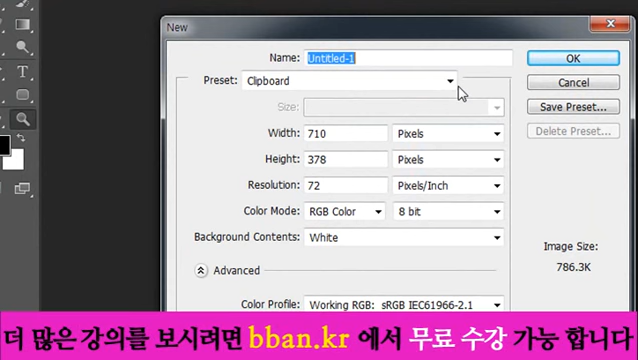 New
Name: Untitled-1
OK
Preset: Clipboard
Cancel
Size:
Save Preset...
Width: 710 Pixels
Delete Preset...
Height: 378 Pixels
Resolution: 72 Pixels/Inch
Color Mode: RGB Color 8 bit
Background Contents: White
Image Size:
786.3K
Advanced
Color Profile: Working RGB: sRGB IEC61966-2.1
더 많은 강의를 보시려면 bban.kr 에서 무료 수강 가능 합니다